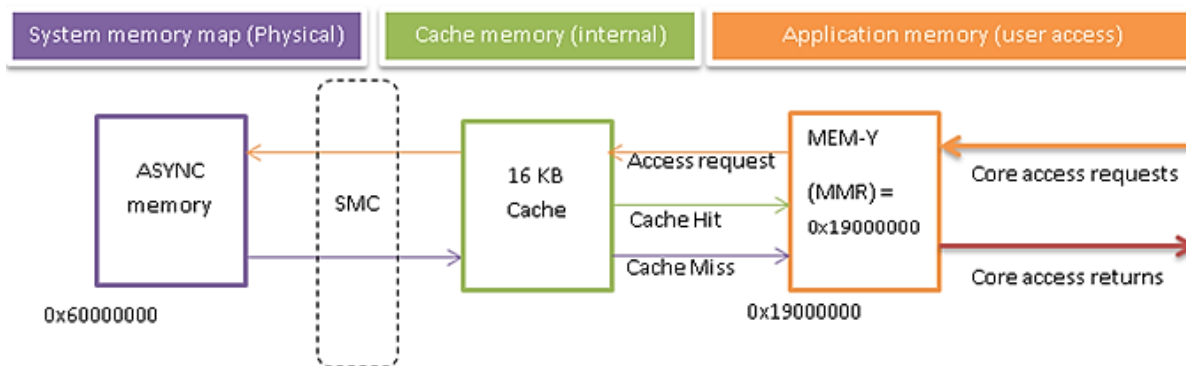 System memory map (Physical)
Cache memory (internal)
Application memory (user access)
ASYNC
memory
0x60000000
SMC
16 KB
Cache
Access request
Cache Hit
Cache Miss
MEM-Y
(MMR) =
0x19000000
0x19000000
Core access requests
Core access returns